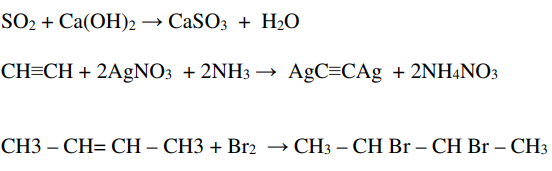 SO₂ + Ca(OH)₂ → CaSO₃ + H₂O
CH≡CH + 2AgNO₃ + 2NH₃ → AgC≡CAg + 2NH₄NO₃
CH3 – CH= CH – CH3 + Br₂ → CH₃ – CH Br – CH Br – CH₃